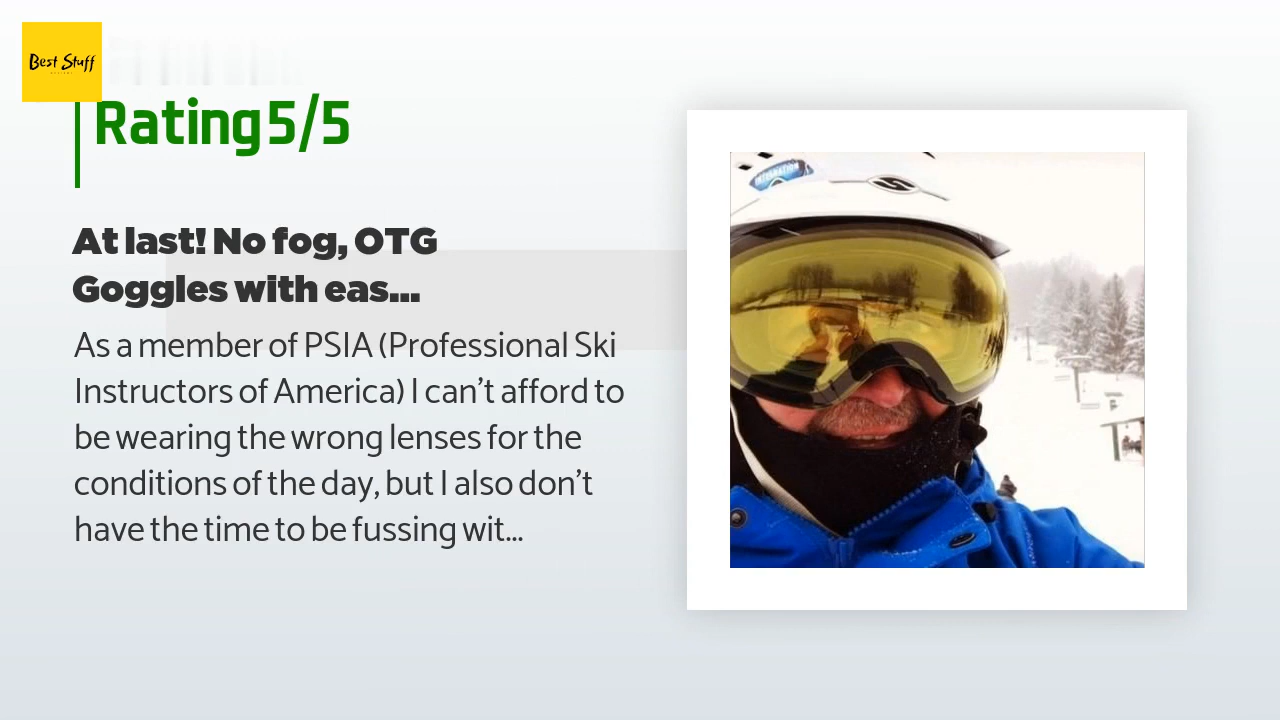 Best Stuff
Rating 5/5
At last! No fog, OTG
Goggles with eas...
As a member of PSIA (Professional Ski
Instructors of America) I can't afford to
be wearing the wrong lenses for the
conditions of the day, but I also don't
have the time to be fussing wit...